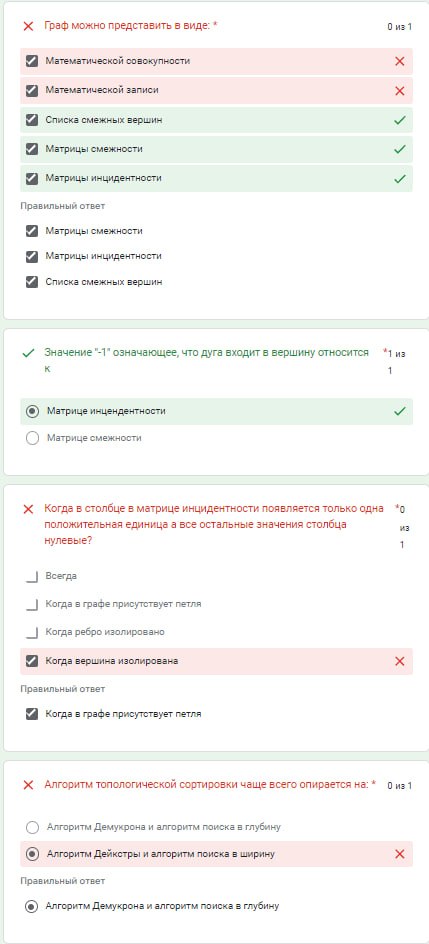 Граф можно представить в виде: *
0 из 1
Математической совокупности
Математической записи
Списка смежных вершин
Матрицы смежности
Матрицы инцидентности
Правильный ответ
Матрицы смежности
Матрицы инцидентности
Списка смежных вершин
Значение "-1" означающее, что дуга входит в вершину относится
к
*1 из
1
Матрице инцендентности
Матрице смежности
Когда в столбце в матрице инцидентности появляется только одна
положительная единица а все остальные значения столбца
нулевые?
*0
из
1
Всегда
Когда в графе присутствует петля
Когда ребро изолировано
Когда вершина изолирована
Правильный ответ
Когда в графе присутствует петля
Алгоритм топологической сортировки чаще всего опирается на: *
0 из 1
Алгоритм Демукрона и алгоритм поиска в глубину
Алгоритм Дейкстры и алгоритм поиска в ширину
Правильный ответ
Алгоритм Демукрона и алгоритм поиска в глубину